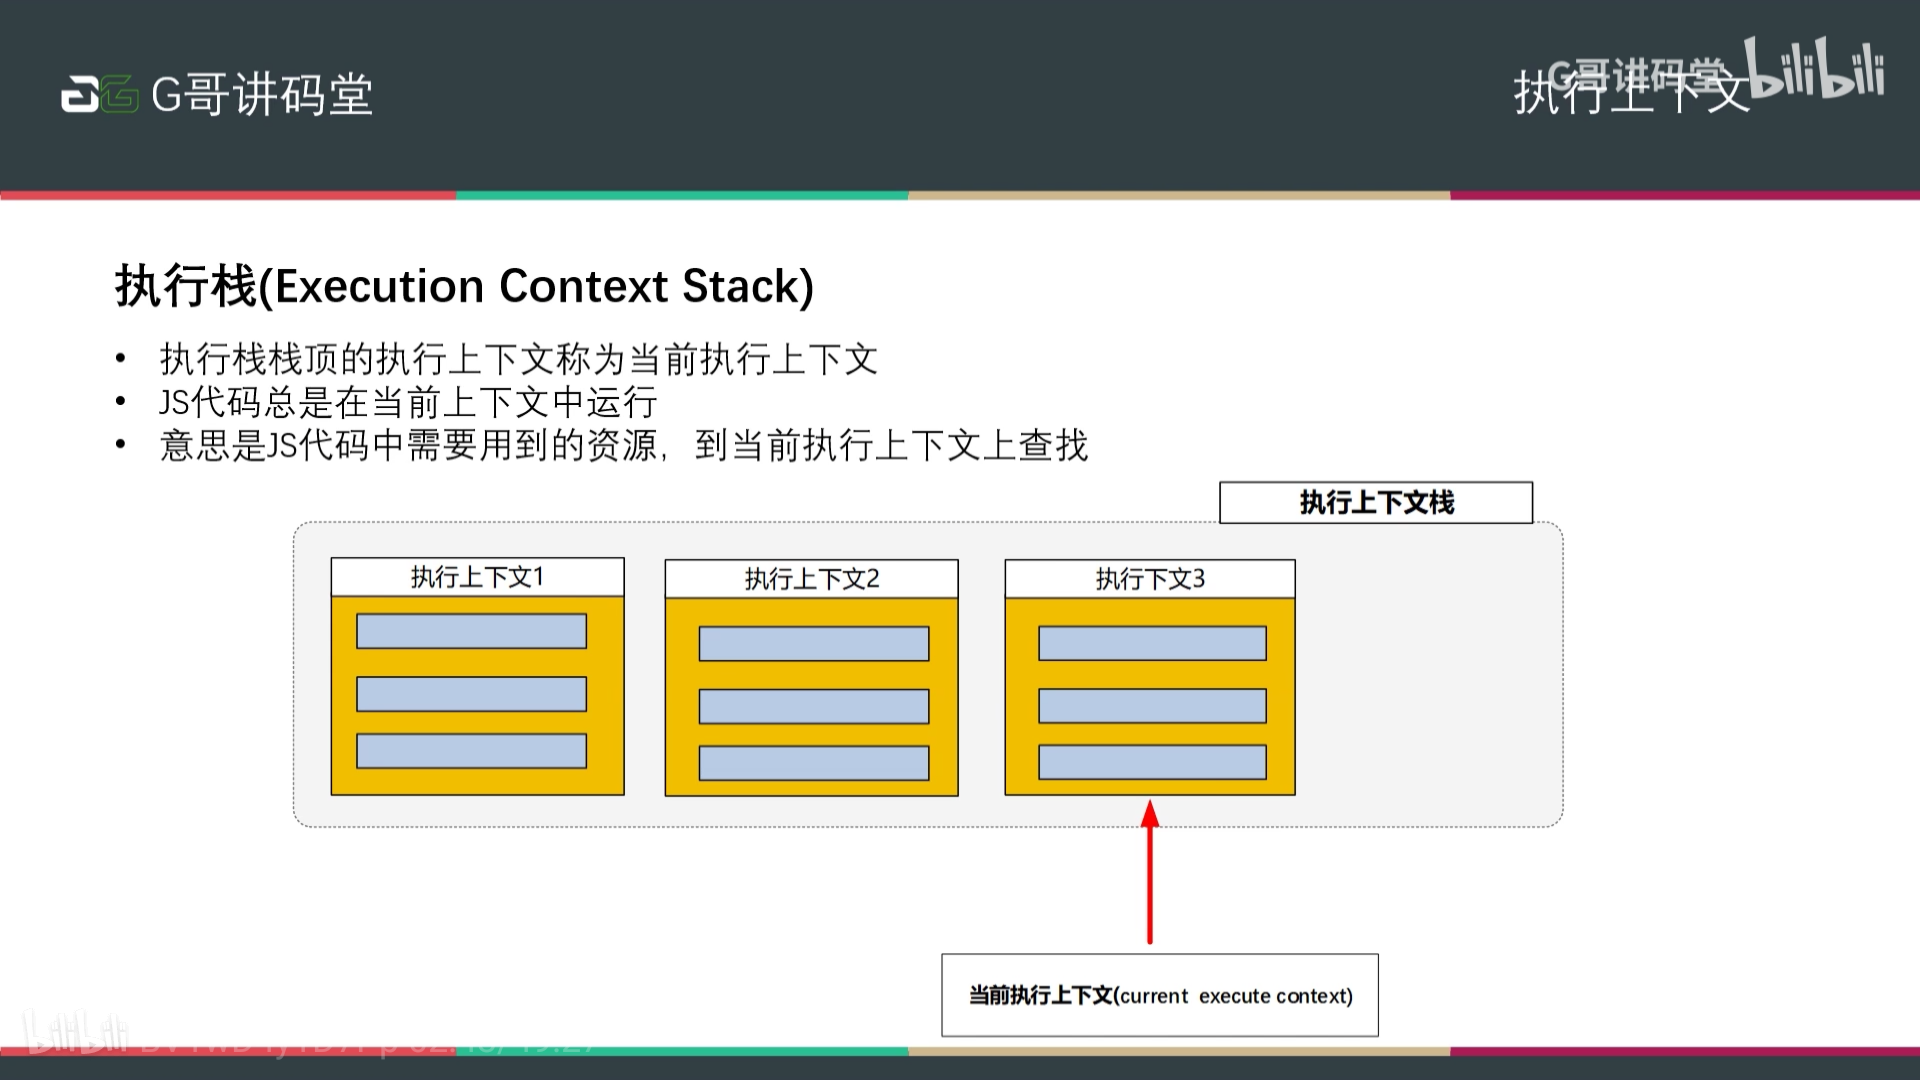 G哥讲码堂
执行上下文
G哥讲码堂 bilibili
执行栈(Execution Context Stack)
• 执行栈栈顶的执行上下文称为当前执行上下文
• JS代码总是在当前上下文中运行
• 意思是JS代码中需要用到的资源，到当前执行上下文上查找
执行上下文栈
执行上下文1
执行上下文2
执行下文3
当前执行上下文(current execute context)
bilibili